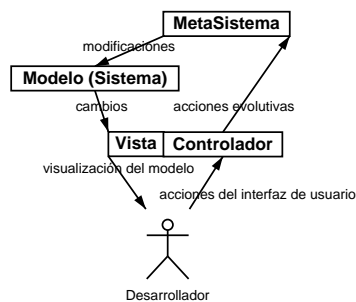 MetaSistema
modificaciones
Modelo (Sistema)
cambios
acciones evolutivas
Vista
Controlador
visualización del modelo
acciones del interfaz de usuario
Desarrollador